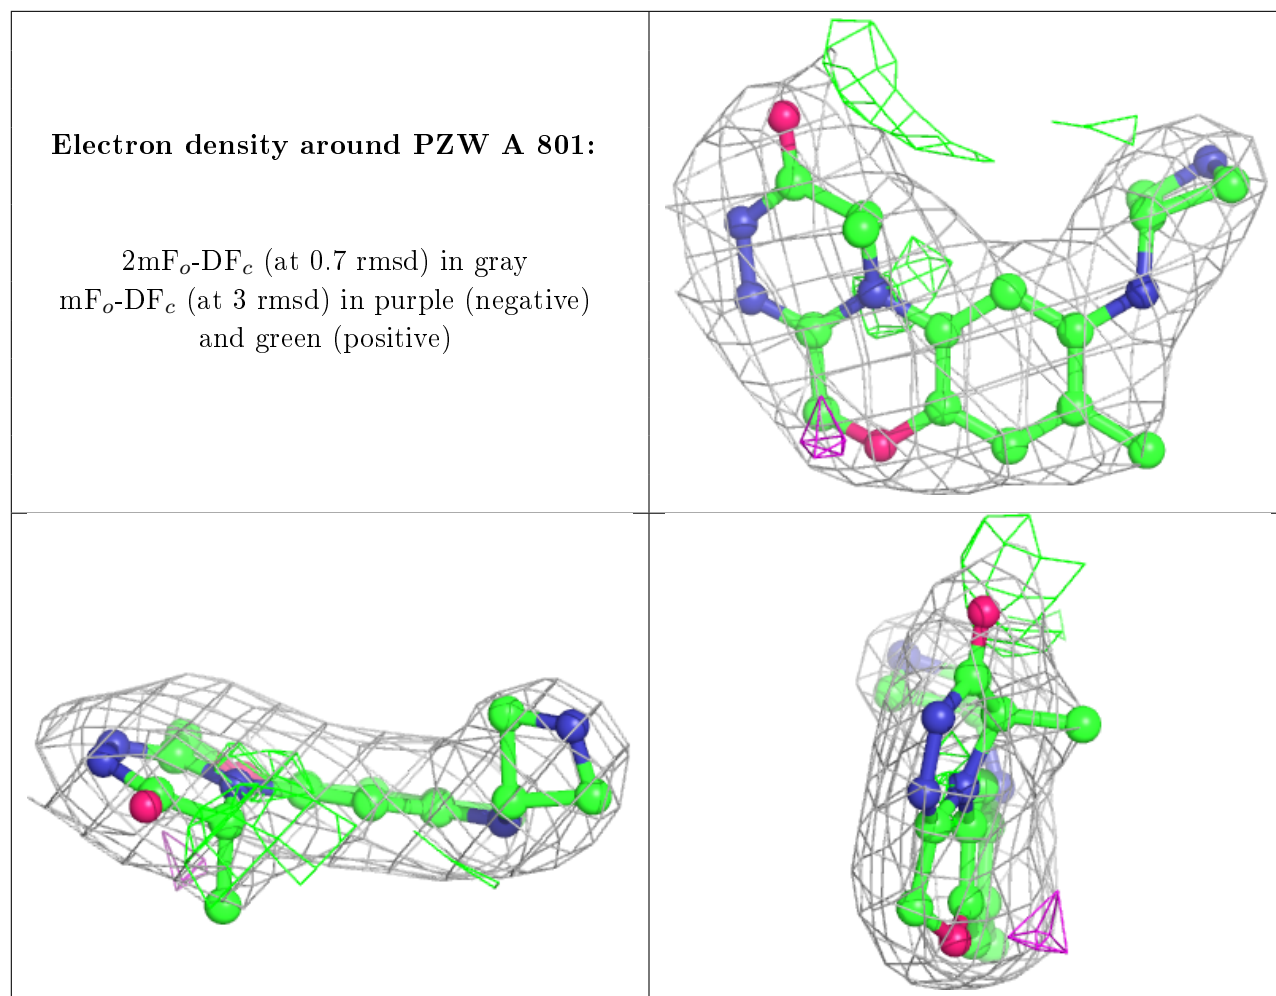 Electron density around PZW A 801:
2mFₒ-DF𝒸 (at 0.7 rmsd) in gray
mFₒ-DF𝒸 (at 3 rmsd) in purple (negative)
and green (positive)